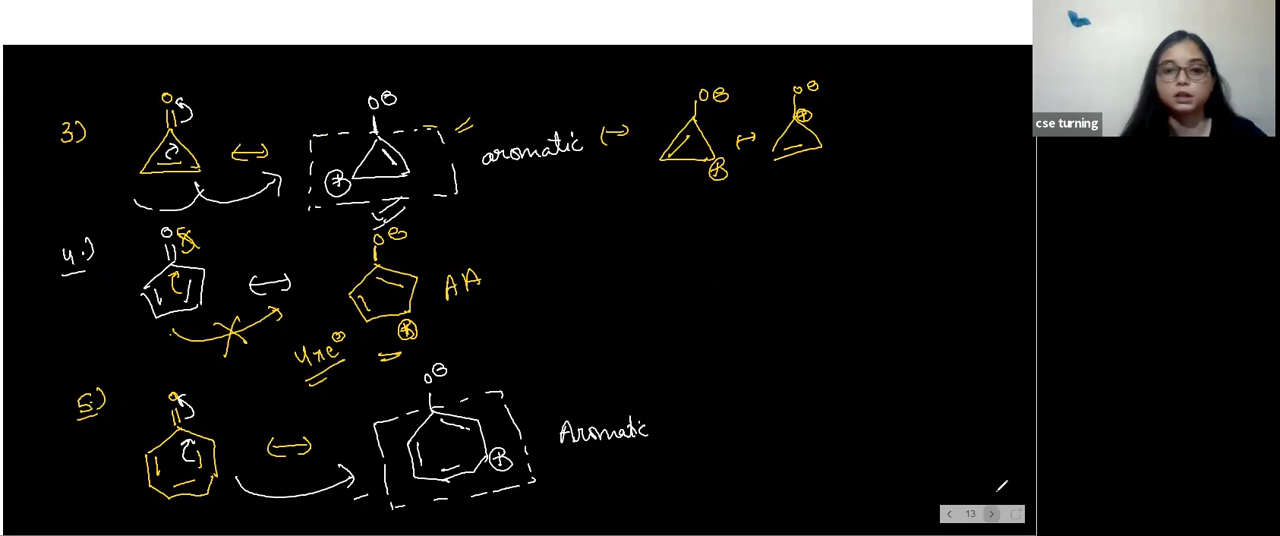 cse turning
3) O O⊖ aromatic ↔ O⊖ ↔ O⊖
⊕ ⊕ ⊕
4.) O O⊖ AA
⊕
4πe⊖
5.) O O⊖ Aromatic
⊕
13